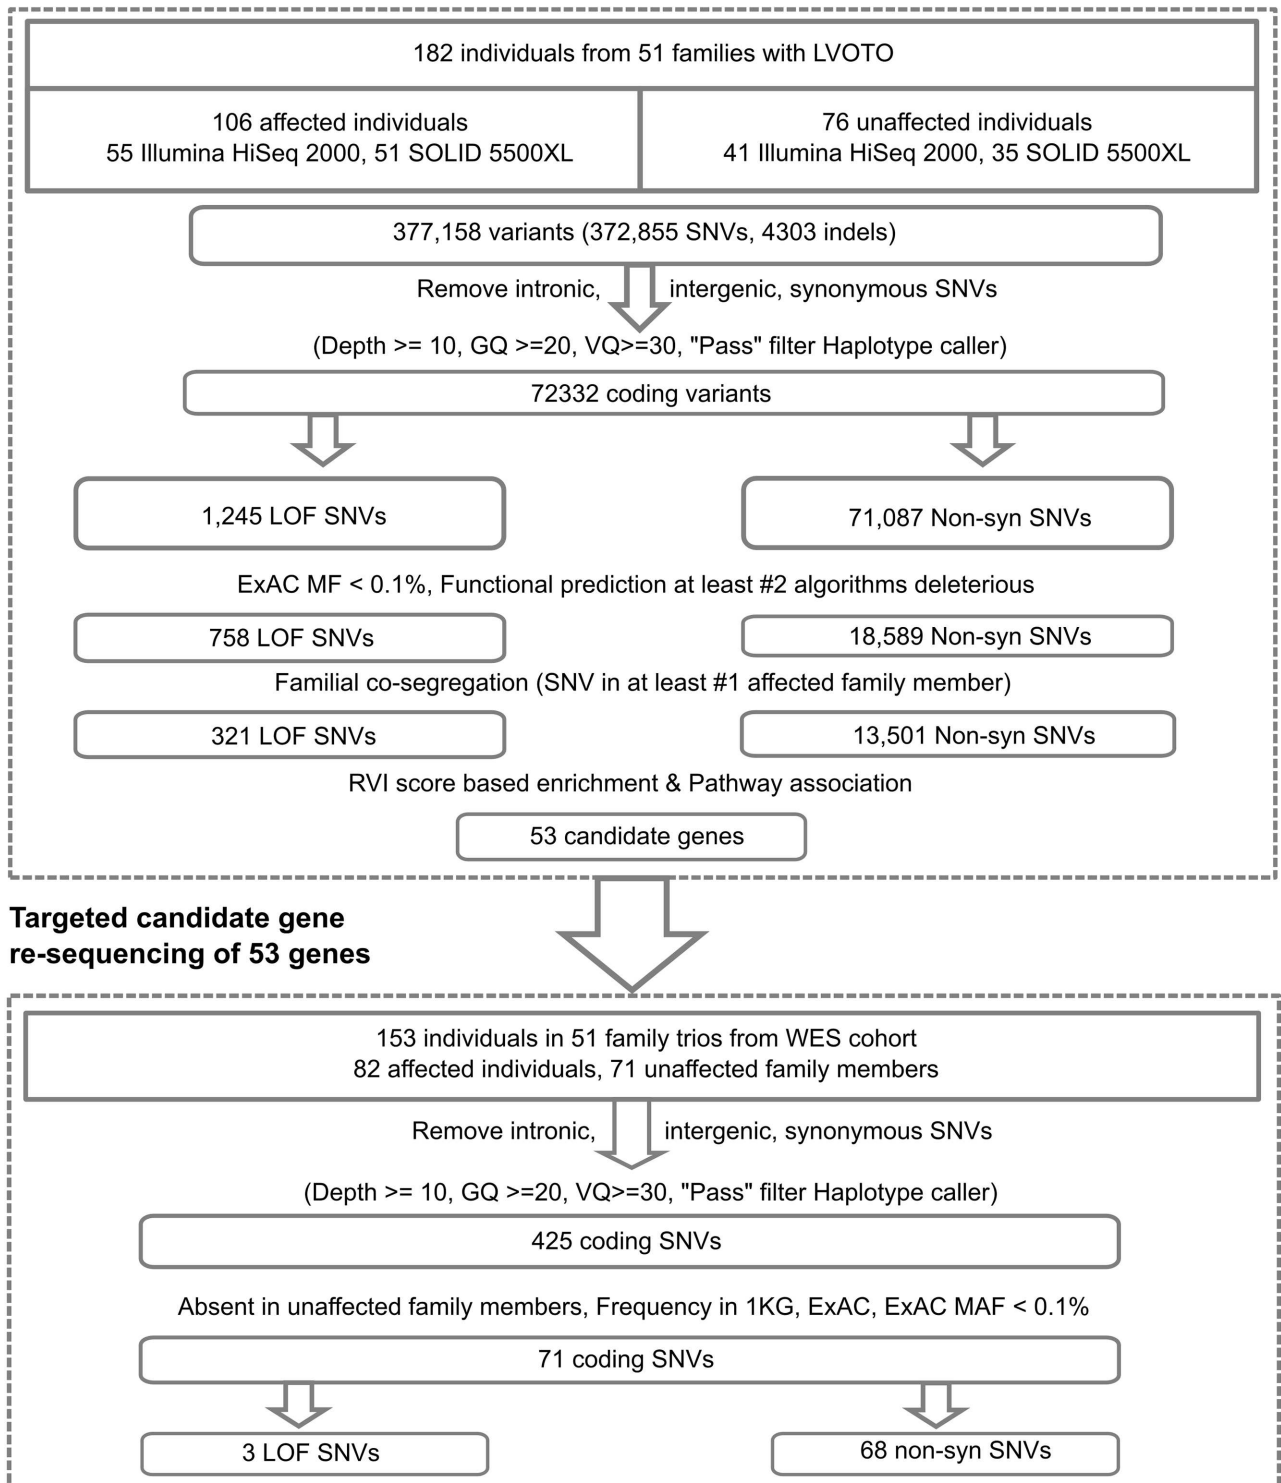 182 individuals from 51 families with LVOTO
106 affected individuals
55 Illumina HiSeq 2000, 51 SOLID 5500XL
76 unaffected individuals
41 Illumina HiSeq 2000, 35 SOLID 5500XL
377,158 variants (372,855 SNVs, 4303 indels)
Remove intronic, intergenic, synonymous SNVs
(Depth >= 10, GQ >=20, VQ>=30, "Pass" filter Haplotype caller)
72332 coding variants
1,245 LOF SNVs
71,087 Non-syn SNVs
ExAC MF < 0.1%, Functional prediction at least #2 algorithms deleterious
758 LOF SNVs
18,589 Non-syn SNVs
Familial co-segregation (SNV in at least #1 affected family member)
321 LOF SNVs
13,501 Non-syn SNVs
RVI score based enrichment & Pathway association
53 candidate genes
Targeted candidate gene
re-sequencing of 53 genes
153 individuals in 51 family trios from WES cohort
82 affected individuals, 71 unaffected family members
Remove intronic, intergenic, synonymous SNVs
(Depth >= 10, GQ >=20, VQ>=30, "Pass" filter Haplotype caller)
425 coding SNVs
Absent in unaffected family members, Frequency in 1KG, ExAC, ExAC MAF < 0.1%
71 coding SNVs
3 LOF SNVs
68 non-syn SNVs